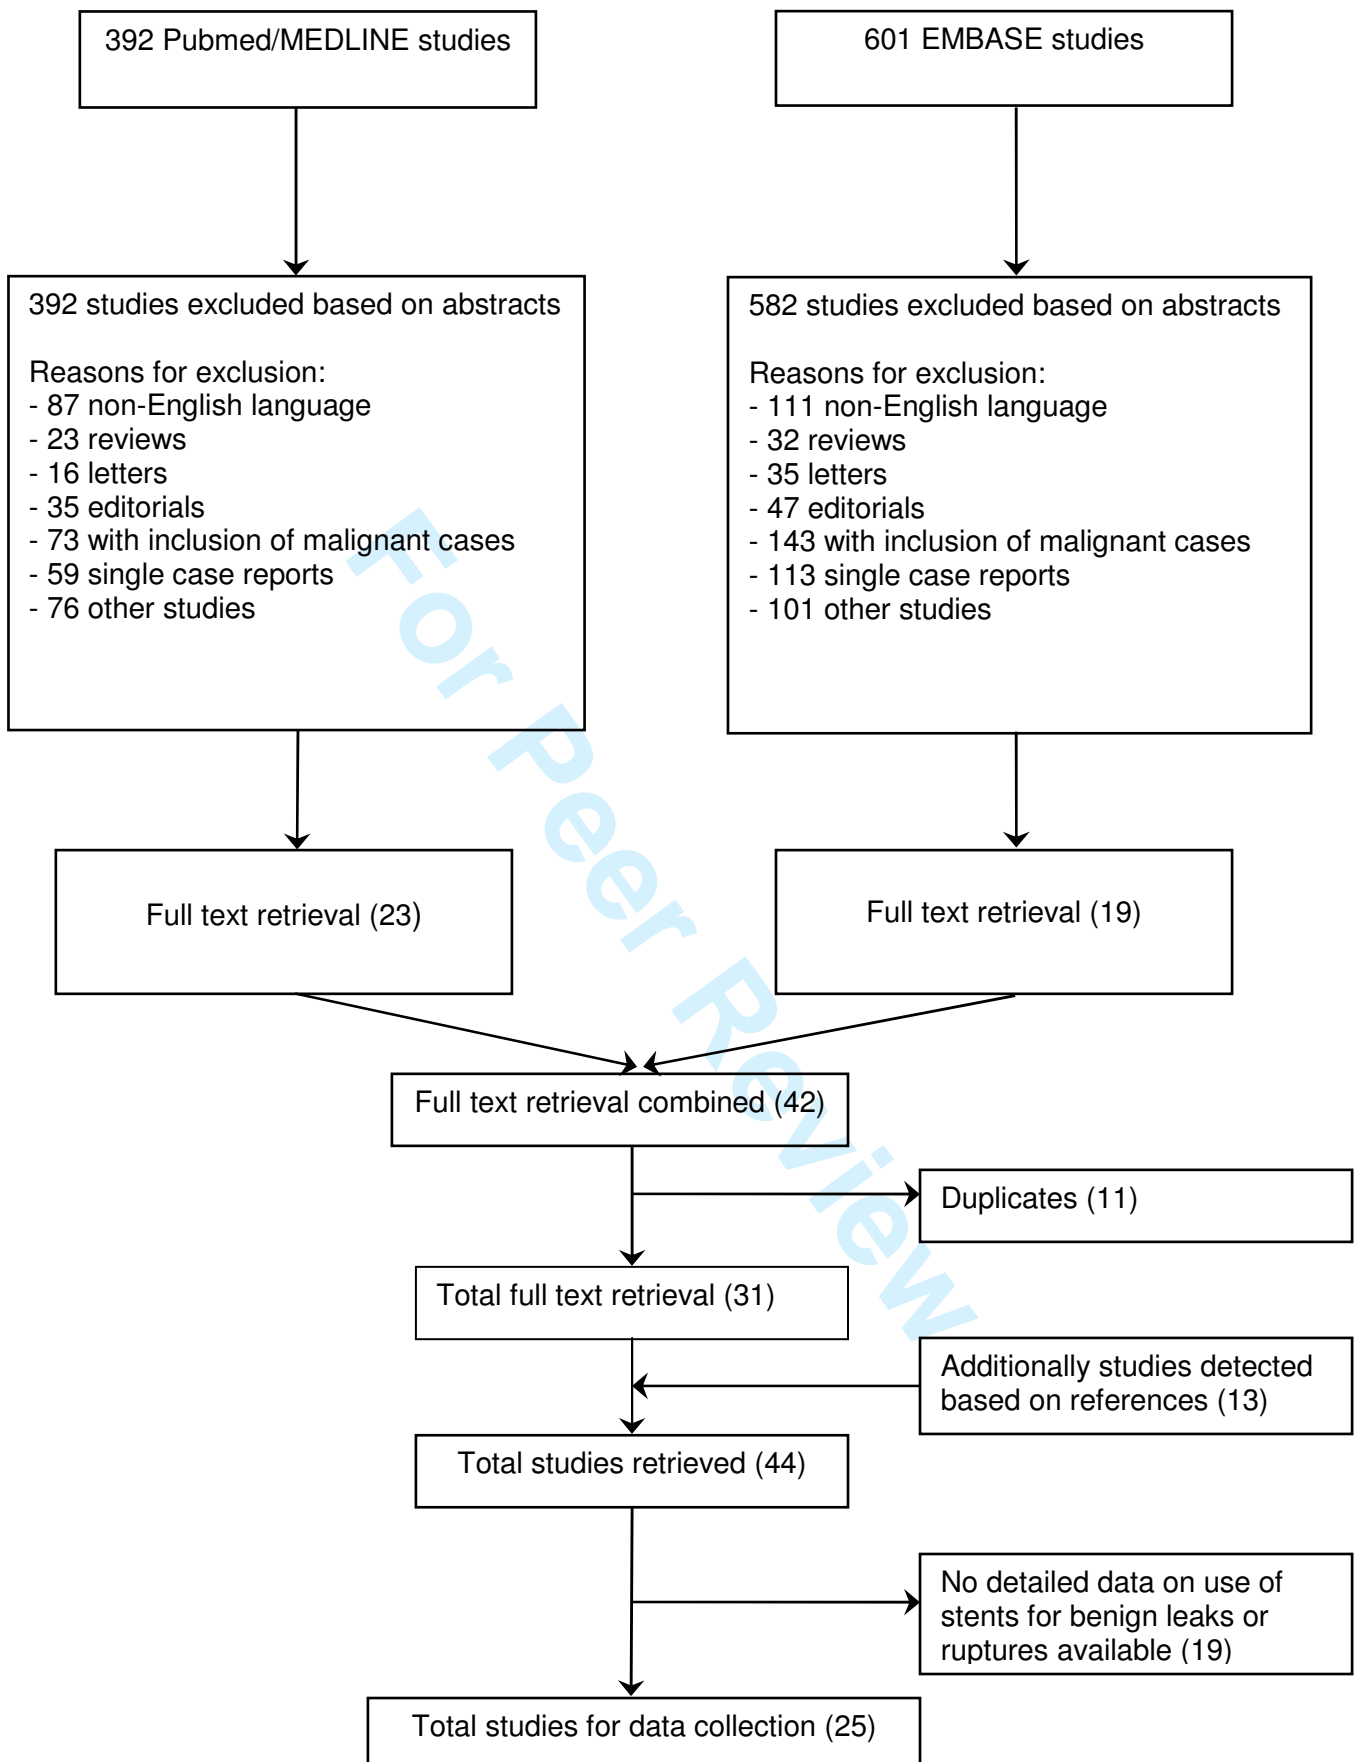 392 Pubmed/MEDLINE studies
601 EMBASE studies
392 studies excluded based on abstracts
Reasons for exclusion:
- 87 non-English language
- 23 reviews
- 16 letters
- 35 editorials
- 73 with inclusion of malignant cases
- 59 single case reports
- 76 other studies
582 studies excluded based on abstracts
Reasons for exclusion:
- 111 non-English language
- 32 reviews
- 35 letters
- 47 editorials
- 143 with inclusion of malignant cases
- 113 single case reports
- 101 other studies
For Peer Review
Full text retrieval (23)
Full text retrieval (19)
Full text retrieval combined (42)
Duplicates (11)
Total full text retrieval (31)
Additionally studies detected
based on references (13)
Total studies retrieved (44)
No detailed data on use of
stents for benign leaks or
ruptures available (19)
Total studies for data collection (25)